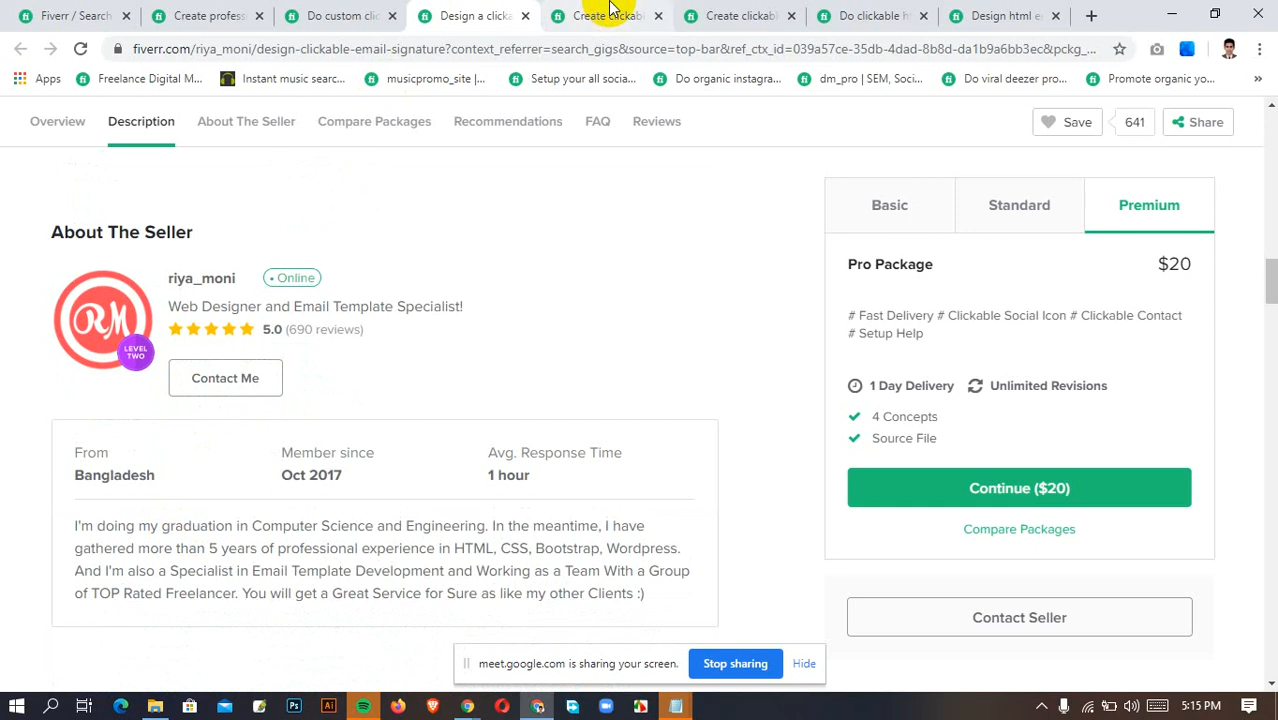 Fiverr / Search
Create profess
Do custom clic
Design a clicka
Create clickab
Create clickab
Do clickable ht
Design html e
fiverr.com/riya_moni/design-clickable-email-signature?context_referrer=search_gigs&source=top-bar&ref_ctx_id=039a57ce-35db-4dad-8b8d-da1b9a6bb3ec&pckg_...
Apps
Freelance Digital M...
Instant music searc...
musicpromo_site |...
Setup your all socia...
Do organic instagra...
dm_pro | SEM, Soci...
Do viral deezer pro...
Promote organic yo...
»
Overview
Description
About The Seller
Compare Packages
Recommendations
FAQ
Reviews
Save
641
Share
About The Seller
RM
LEVEL
TWO
riya_moni
• Online
Web Designer and Email Template Specialist!
5.0 (690 reviews)
Contact Me
From
Bangladesh
Member since
Oct 2017
Avg. Response Time
1 hour
I'm doing my graduation in Computer Science and Engineering. In the meantime, I have
gathered more than 5 years of professional experience in HTML, CSS, Bootstrap, Wordpress.
And I'm also a Specialist in Email Template Development and Working as a Team With a Group
of TOP Rated Freelancer. You will get a Great Service for Sure as like my other Clients :)
Basic
Standard
Premium
Pro Package
$20
# Fast Delivery # Clickable Social Icon # Clickable Contact
# Setup Help
1 Day Delivery
Unlimited Revisions
4 Concepts
Source File
Continue ($20)
Compare Packages
Contact Seller
meet.google.com is sharing your screen.
Stop sharing
Hide
Ps
Ai
5:15 PM